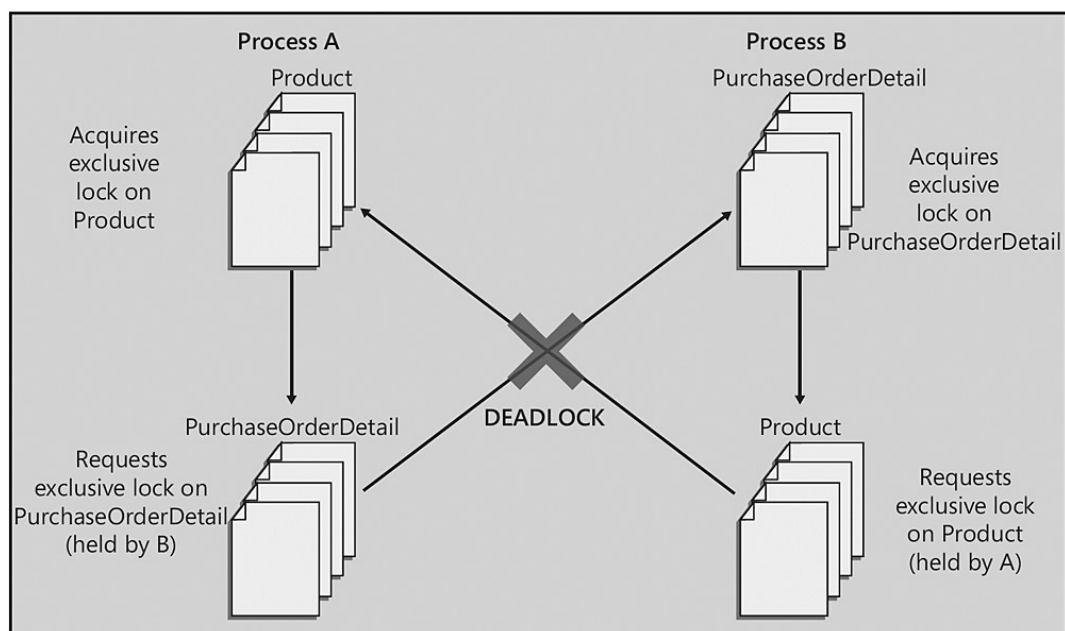 Process A
Product
Acquires
exclusive
lock on
Product
PurchaseOrderDetail
Requests
exclusive lock on
PurchaseOrderDetail
(held by B)
DEADLOCK
Process B
PurchaseOrderDetail
Acquires
exclusive
lock on
PurchaseOrderDetail
Product
Requests
exclusive lock
on Product
(held by A)